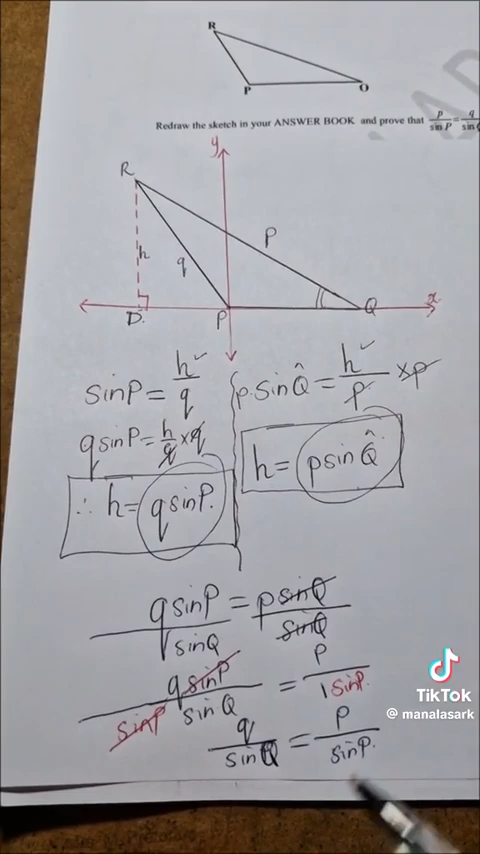 R
P
Q
Redraw the sketch in your ANSWER BOOK and prove that p/sin P = q/sin Q
y
R
p
h
q
D.
P
Q
x
sinP = h/q
p.sinQ̂ = h/p × p
qsinP = h/q × q
h = psinQ̂
∴ h = qsinP.
qsinP/sinQ = psinQ/sinQ
qsinP/sinP sinQ = p/1sinP.
q/sinQ = p/sinP.
TikTok
@ manalasark